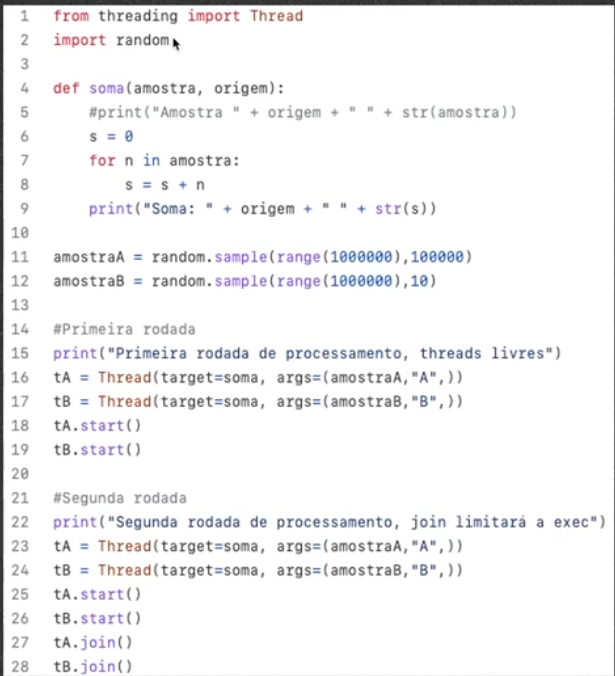 1 from threading import Thread
2 import random
3
4 def soma(amostra, origem):
5     #print("Amostra " + origem + " " + str(amostra))
6     s = 0
7     for n in amostra:
8         s = s + n
9     print("Soma: " + origem + " " + str(s))
10
11 amostraA = random.sample(range(1000000),100000)
12 amostraB = random.sample(range(1000000),10)
13
14 #Primeira rodada
15 print("Primeira rodada de processamento, threads livres")
16 tA = Thread(target=soma, args=(amostraA,"A",))
17 tB = Thread(target=soma, args=(amostraB,"B",))
18 tA.start()
19 tB.start()
20
21 #Segunda rodada
22 print("Segunda rodada de processamento, join limitará a exec")
23 tA = Thread(target=soma, args=(amostraA,"A",))
24 tB = Thread(target=soma, args=(amostraB,"B",))
25 tA.start()
26 tB.start()
27 tA.join()
28 tB.join()